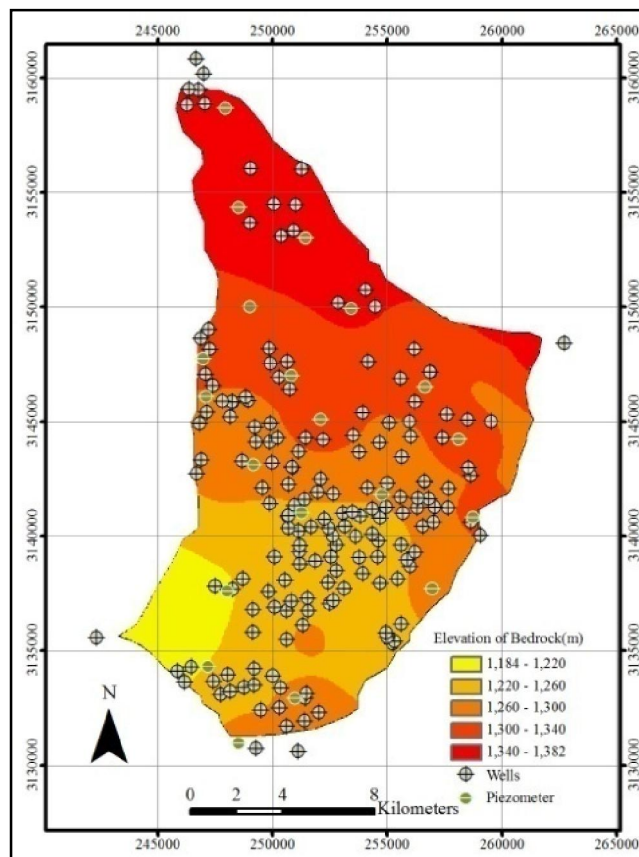 245000 250000 255000 260000 265000
3160000 3160000
3155000 3155000
3150000 3150000
3145000 3145000
3140000 3140000
3135000 3135000
3130000 3130000
Elevation of Bedrock(m)
1,184 - 1,220
1,220 - 1,260
1,260 - 1,300
1,300 - 1,340
1,340 - 1,382
Wells
Piezometer
N
0 2 4 8
Kilometers
245000 250000 255000 260000 265000